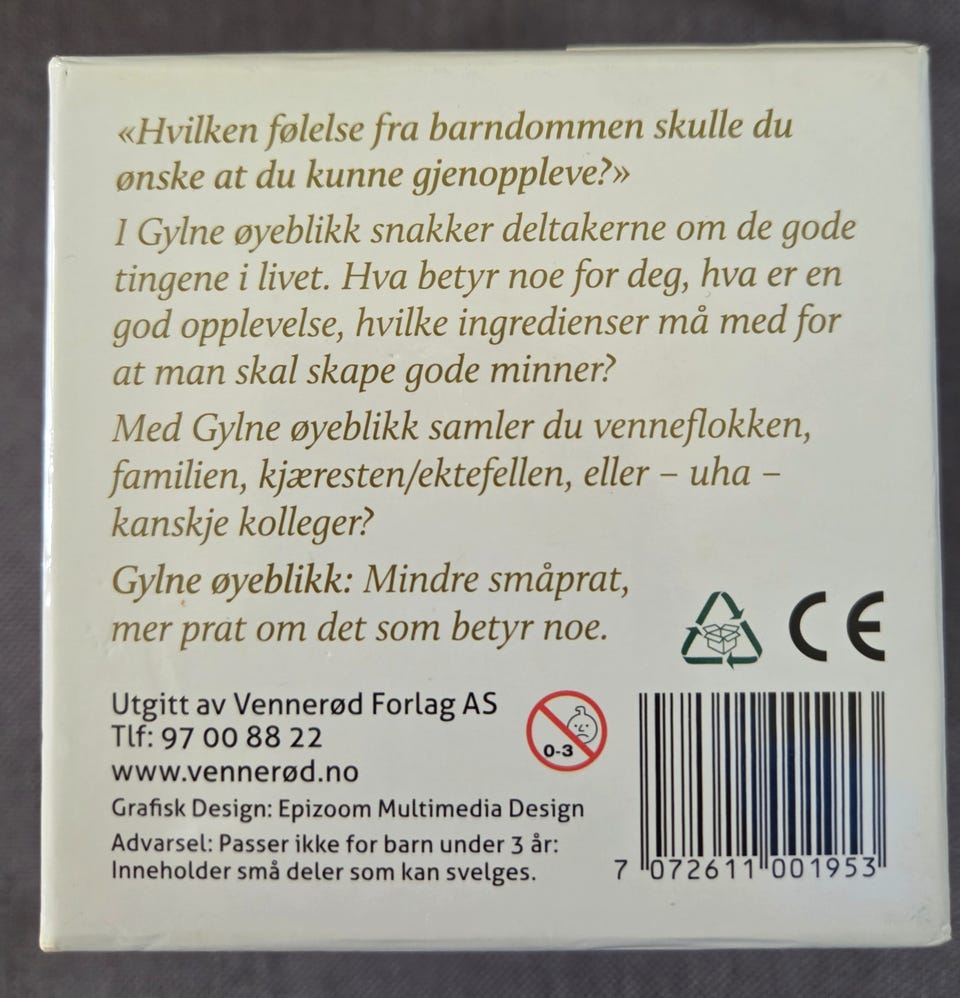 «Hvilken følelse fra barndommen skulle du
ønske at du kunne gjenoppleve?»
I Gylne øyeblikk snakker deltakerne om de gode
tingene i livet. Hva betyr noe for deg, hva er en
god opplevelse, hvilke ingredienser må med for
at man skal skape gode minner?
Med Gylne øyeblikk samler du venneflokken,
familien, kjæresten/ektefellen, eller – uha –
kanskje kolleger?
Gylne øyeblikk: Mindre småprat,
mer prat om det som betyr noe.
CE
Utgitt av Vennerød Forlag AS
Tlf: 97 00 88 22
www.vennerød.no
Grafisk Design: Epizoom Multimedia Design
Advarsel: Passer ikke for barn under 3 år:
Inneholder små deler som kan svelges.
0-3
7 072611 001953